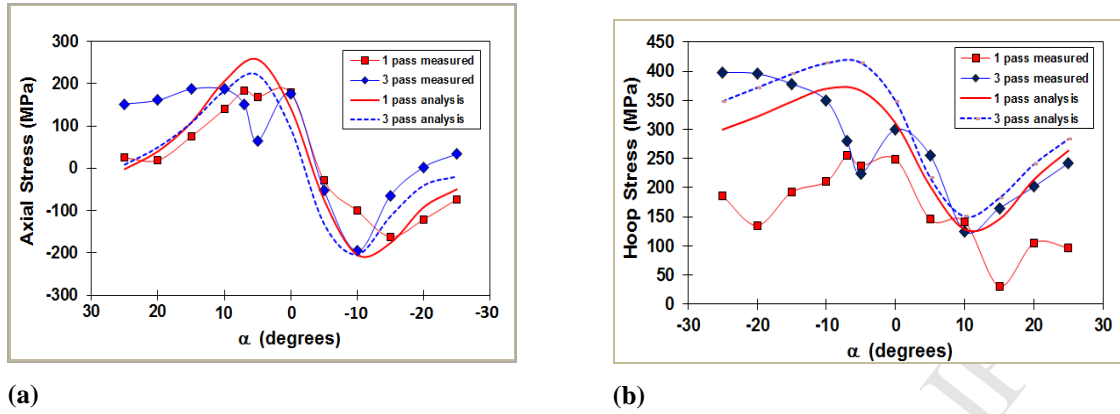 300
200
100
0
-100
-200
-300
Axial Stress (MPa)
30 20 10 0 -10 -20 -30
α (degrees)
1 pass measured
3 pass measured
1 pass analysis
3 pass analysis
(a)
450
400
350
300
250
200
150
100
50
0
Hoop Stress (MPa)
-30 -20 -10 0 10 20 30
α (degrees)
1 pass measured
3 pass measured
1 pass analysis
3 pass analysis
(b)